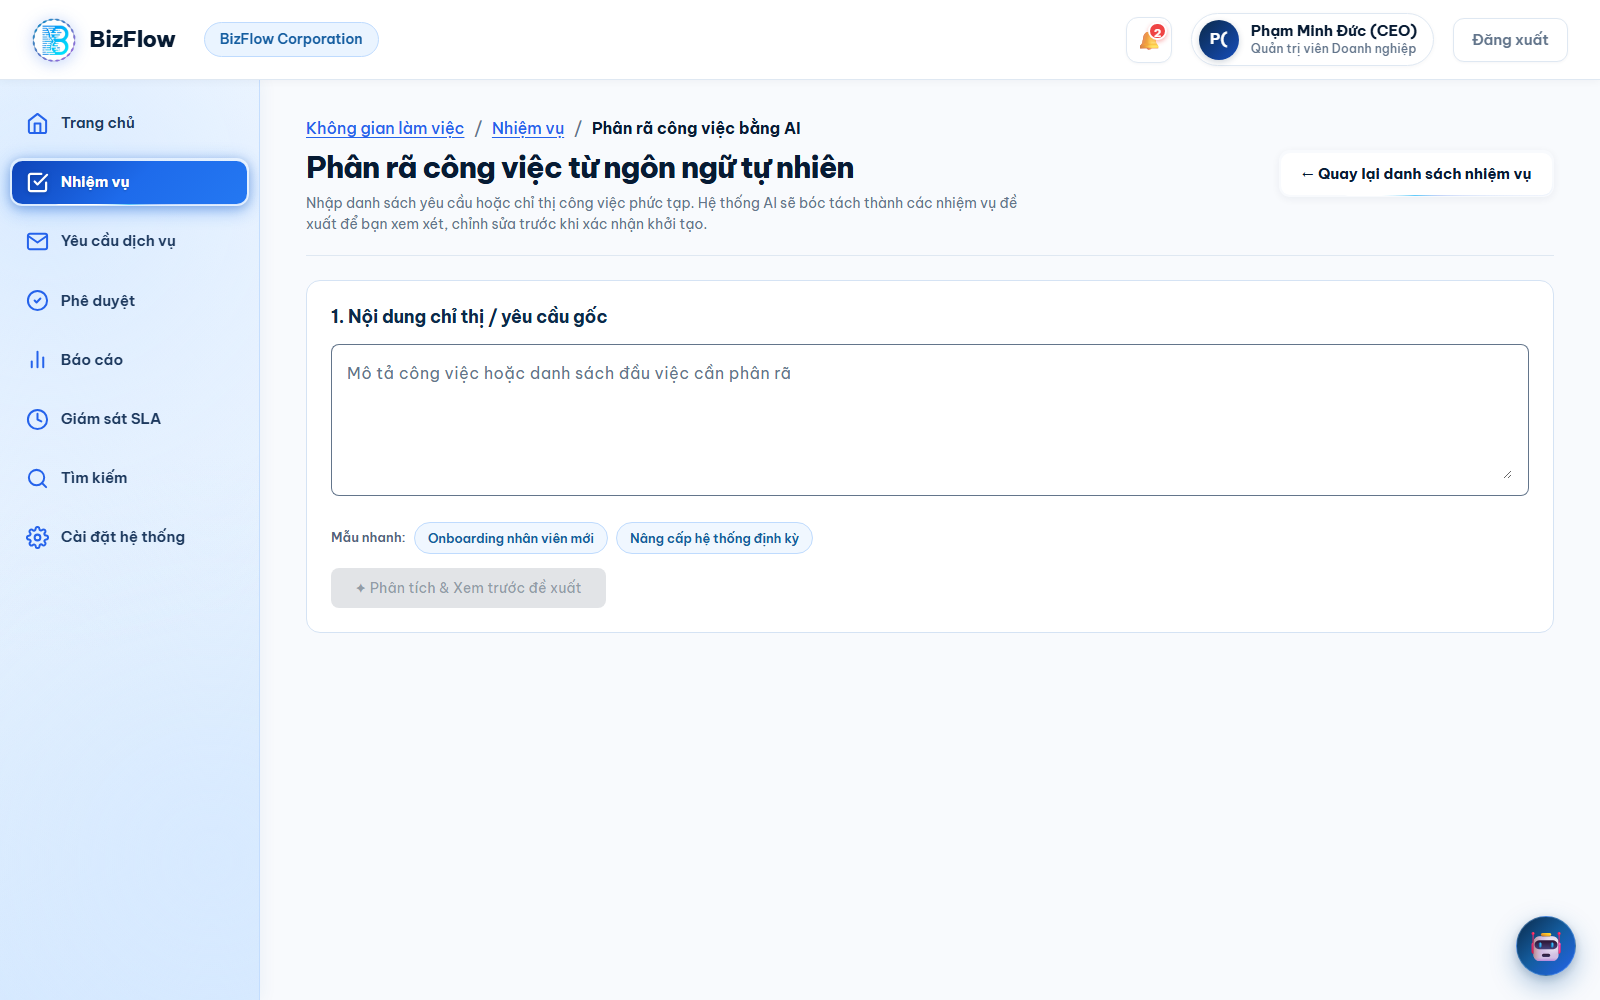 BizFlow
BizFlow Corporation
2
P(
Phạm Minh Đức (CEO)
Quản trị viên Doanh nghiệp
Đăng xuất
Trang chủ
Nhiệm vụ
Yêu cầu dịch vụ
Phê duyệt
Báo cáo
Giám sát SLA
Tìm kiếm
Cài đặt hệ thống
Không gian làm việc / Nhiệm vụ / Phân rã công việc bằng AI
Phân rã công việc từ ngôn ngữ tự nhiên
Nhập danh sách yêu cầu hoặc chỉ thị công việc phức tạp. Hệ thống AI sẽ bóc tách thành các nhiệm vụ đề
xuất để bạn xem xét, chỉnh sửa trước khi xác nhận khởi tạo.
← Quay lại danh sách nhiệm vụ
1. Nội dung chỉ thị / yêu cầu gốc
Mô tả công việc hoặc danh sách đầu việc cần phân rã
Mẫu nhanh:
Onboarding nhân viên mới
Nâng cấp hệ thống định kỳ
✦ Phân tích & Xem trước đề xuất